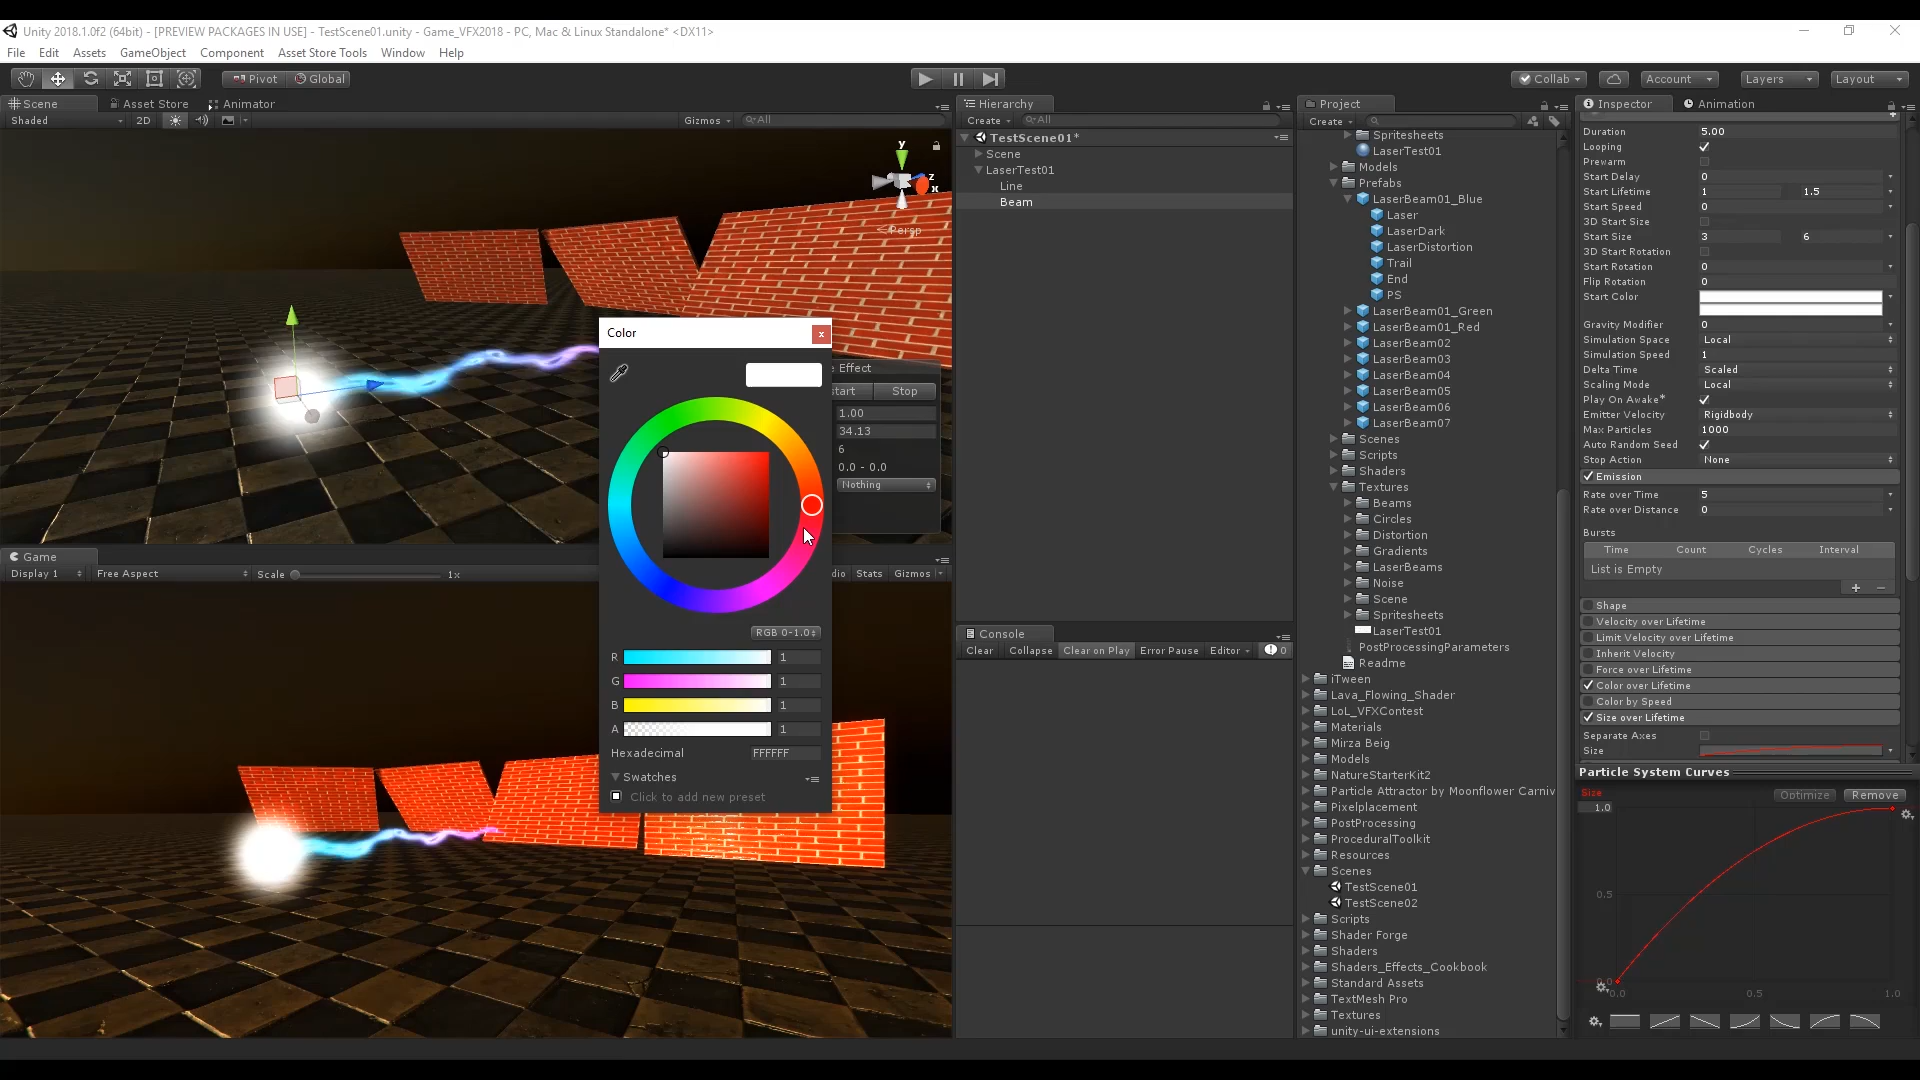 Unity 2018.1.0f2 (64bit) - [PREVIEW PACKAGES IN USE] - TestScene01.unity - Game_VFX2018 - PC, Mac & Linux Standalone* <DX11>
File Edit Assets GameObject Component Asset Store Tools Window Help
Pivot Global Collab Account Layers Layout
Scene Asset Store Animator
Shaded 2D Gizmos All
y
z
x
Persp
Game
Display 1 Free Aspect Scale 1x dio Stats Gizmos
e Effect
tart Stop
1.00
34.13
6
0.0 - 0.0
Nothing
Color
RGB 0-1.0
R 1
G 1
B 1
A 1
Hexadecimal FFFFFF
Swatches
Click to add new preset
Hierarchy
Create All
TestScene01*
Scene
LaserTest01
Line
Beam
Console
Clear Collapse Clear on Play Error Pause Editor 0
Project
Create
Spritesheets
LaserTest01
Models
Prefabs
LaserBeam01_Blue
Laser
LaserDark
LaserDistortion
Trail
End
PS
LaserBeam01_Green
LaserBeam01_Red
LaserBeam02
LaserBeam03
LaserBeam04
LaserBeam05
LaserBeam06
LaserBeam07
Scenes
Scripts
Shaders
Textures
Beams
Circles
Distortion
Gradients
LaserBeams
Noise
Scene
Spritesheets
LaserTest01
PostProcessingParameters
Readme
iTween
Lava_Flowing_Shader
LoL_VFXContest
Materials
Mirza Beig
Models
NatureStarterKit2
Particle Attractor by Moonflower Carniv
Pixelplacement
PostProcessing
ProceduralToolkit
Resources
Scenes
TestScene01
TestScene02
Scripts
Shader Forge
Shaders
Shaders_Effects_Cookbook
Standard Assets
TextMesh Pro
Textures
unity-ui-extensions
Inspector Animation
Duration 5.00
Looping
Prewarm
Start Delay 0
Start Lifetime 1 1.5
Start Speed 0
3D Start Size
Start Size 3 6
3D Start Rotation
Start Rotation 0
Flip Rotation 0
Start Color
Gravity Modifier 0
Simulation Space Local
Simulation Speed 1
Delta Time Scaled
Scaling Mode Local
Play On Awake*
Emitter Velocity Rigidbody
Max Particles 1000
Auto Random Seed
Stop Action None
Emission
Rate over Time 5
Rate over Distance 0
Bursts
Time Count Cycles Interval
List is Empty
Shape
Velocity over Lifetime
Limit Velocity over Lifetime
Inherit Velocity
Force over Lifetime
Color over Lifetime
Color by Speed
Size over Lifetime
Separate Axes
Size
Particle System Curves
Size Optimize Remove
1.0
0.5
0.0
0.0 0.5 1.0